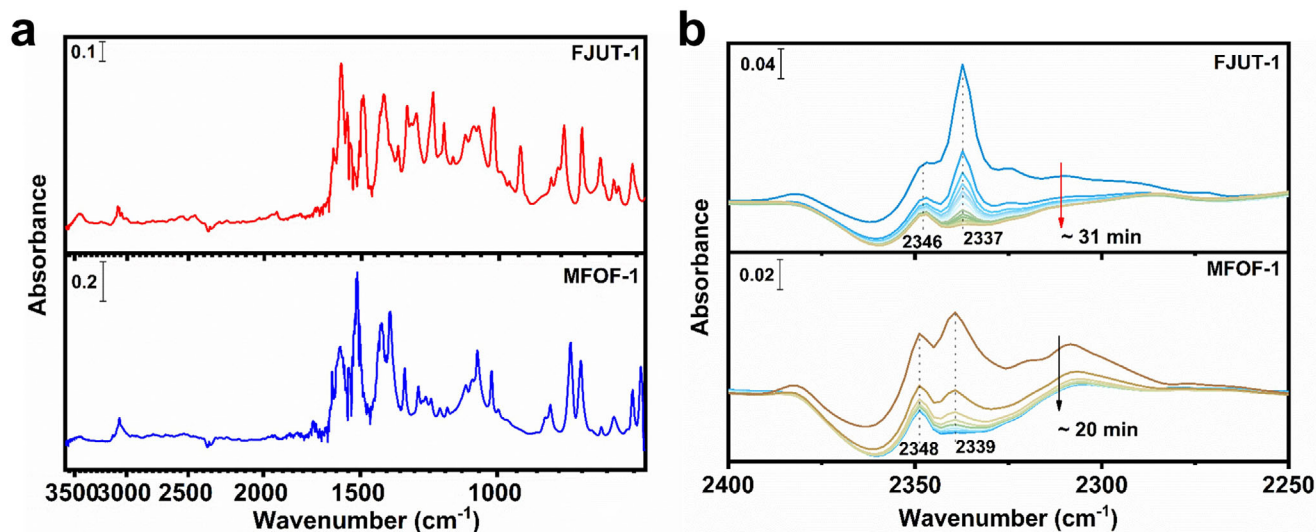 a
0.1
FJUT-1
0.2
MFOF-1
Absorbance
3500 3000 2500 2000 1500 1000
Wavenumber (cm⁻¹)
b
0.04
FJUT-1
2346 2337
~ 31 min
0.02
MFOF-1
2348 2339
~ 20 min
Absorbance
2400 2350 2300 2250
Wavenumber (cm⁻¹)